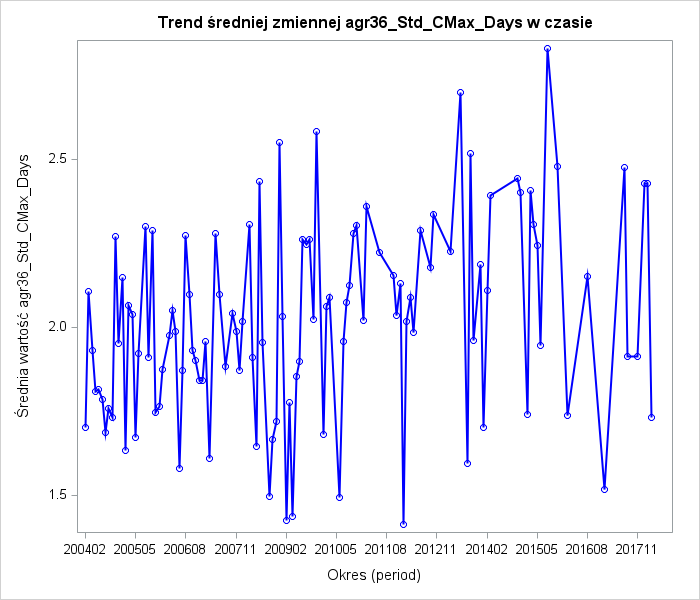 Trend średniej zmiennej agr36_Std_CMax_Days w czasie
Średnia wartość agr36_Std_CMax_Days
2.5
2.0
1.5
200402 200505 200608 200711 200902 201005 201108 201211 201402 201505 201608 201711
Okres (period)